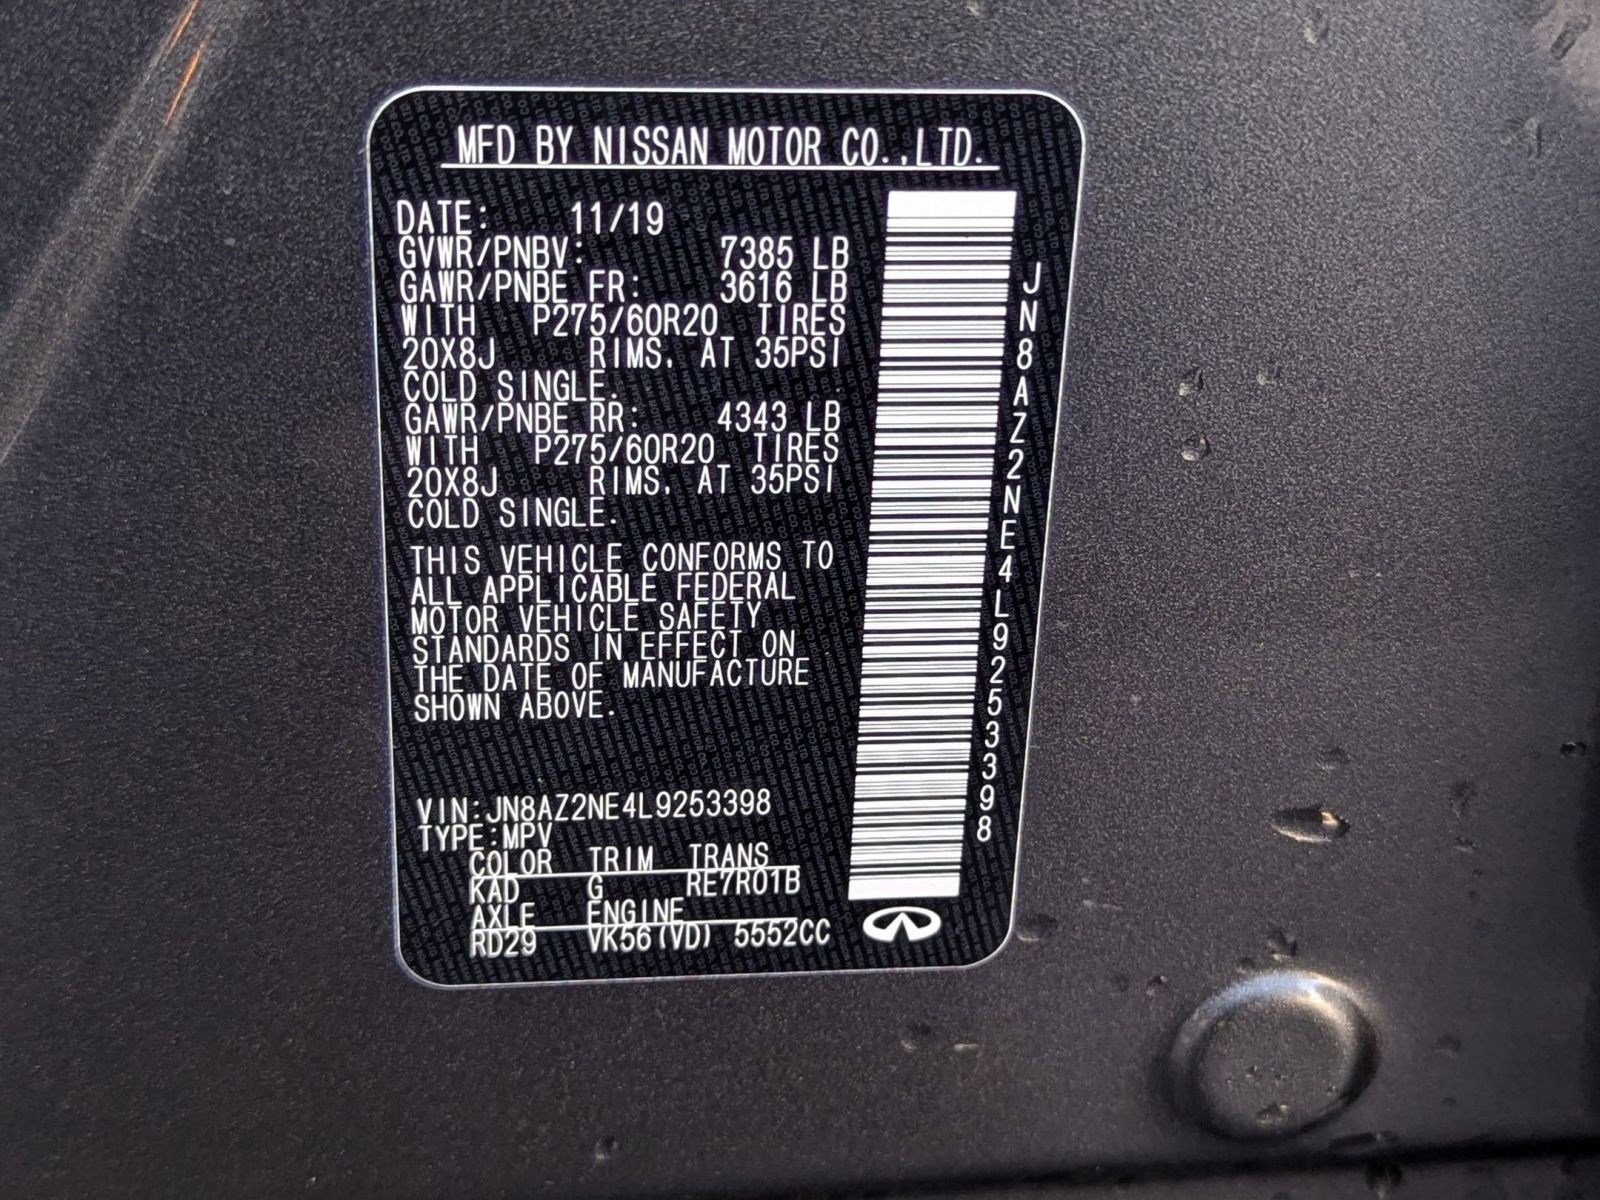 MFD BY NISSAN MOTOR CO.,LTD.
DATE: 11/19
GVWR/PNBV: 7385 LB
GAWR/PNBE FR: 3616 LB
WITH P275/60R20 TIRES
20X8J RIMS, AT 35PSI
COLD SINGLE.
GAWR/PNBE RR: 4343 LB
WITH P275/60R20 TIRES
20X8J RIMS, AT 35PSI
COLD SINGLE.
THIS VEHICLE CONFORMS TO
ALL APPLICABLE FEDERAL
MOTOR VEHICLE SAFETY
STANDARDS IN EFFECT ON
THE DATE OF MANUFACTURE
SHOWN ABOVE.
VIN:JN8AZ2NE4L9253398
TYPE:MPV
COLOR TRIM TRANS
KAD G RE7R01B
AXLE ENGINE
RD29 VK56(VD) 5552CC
JN8AZ2NE4L9253398